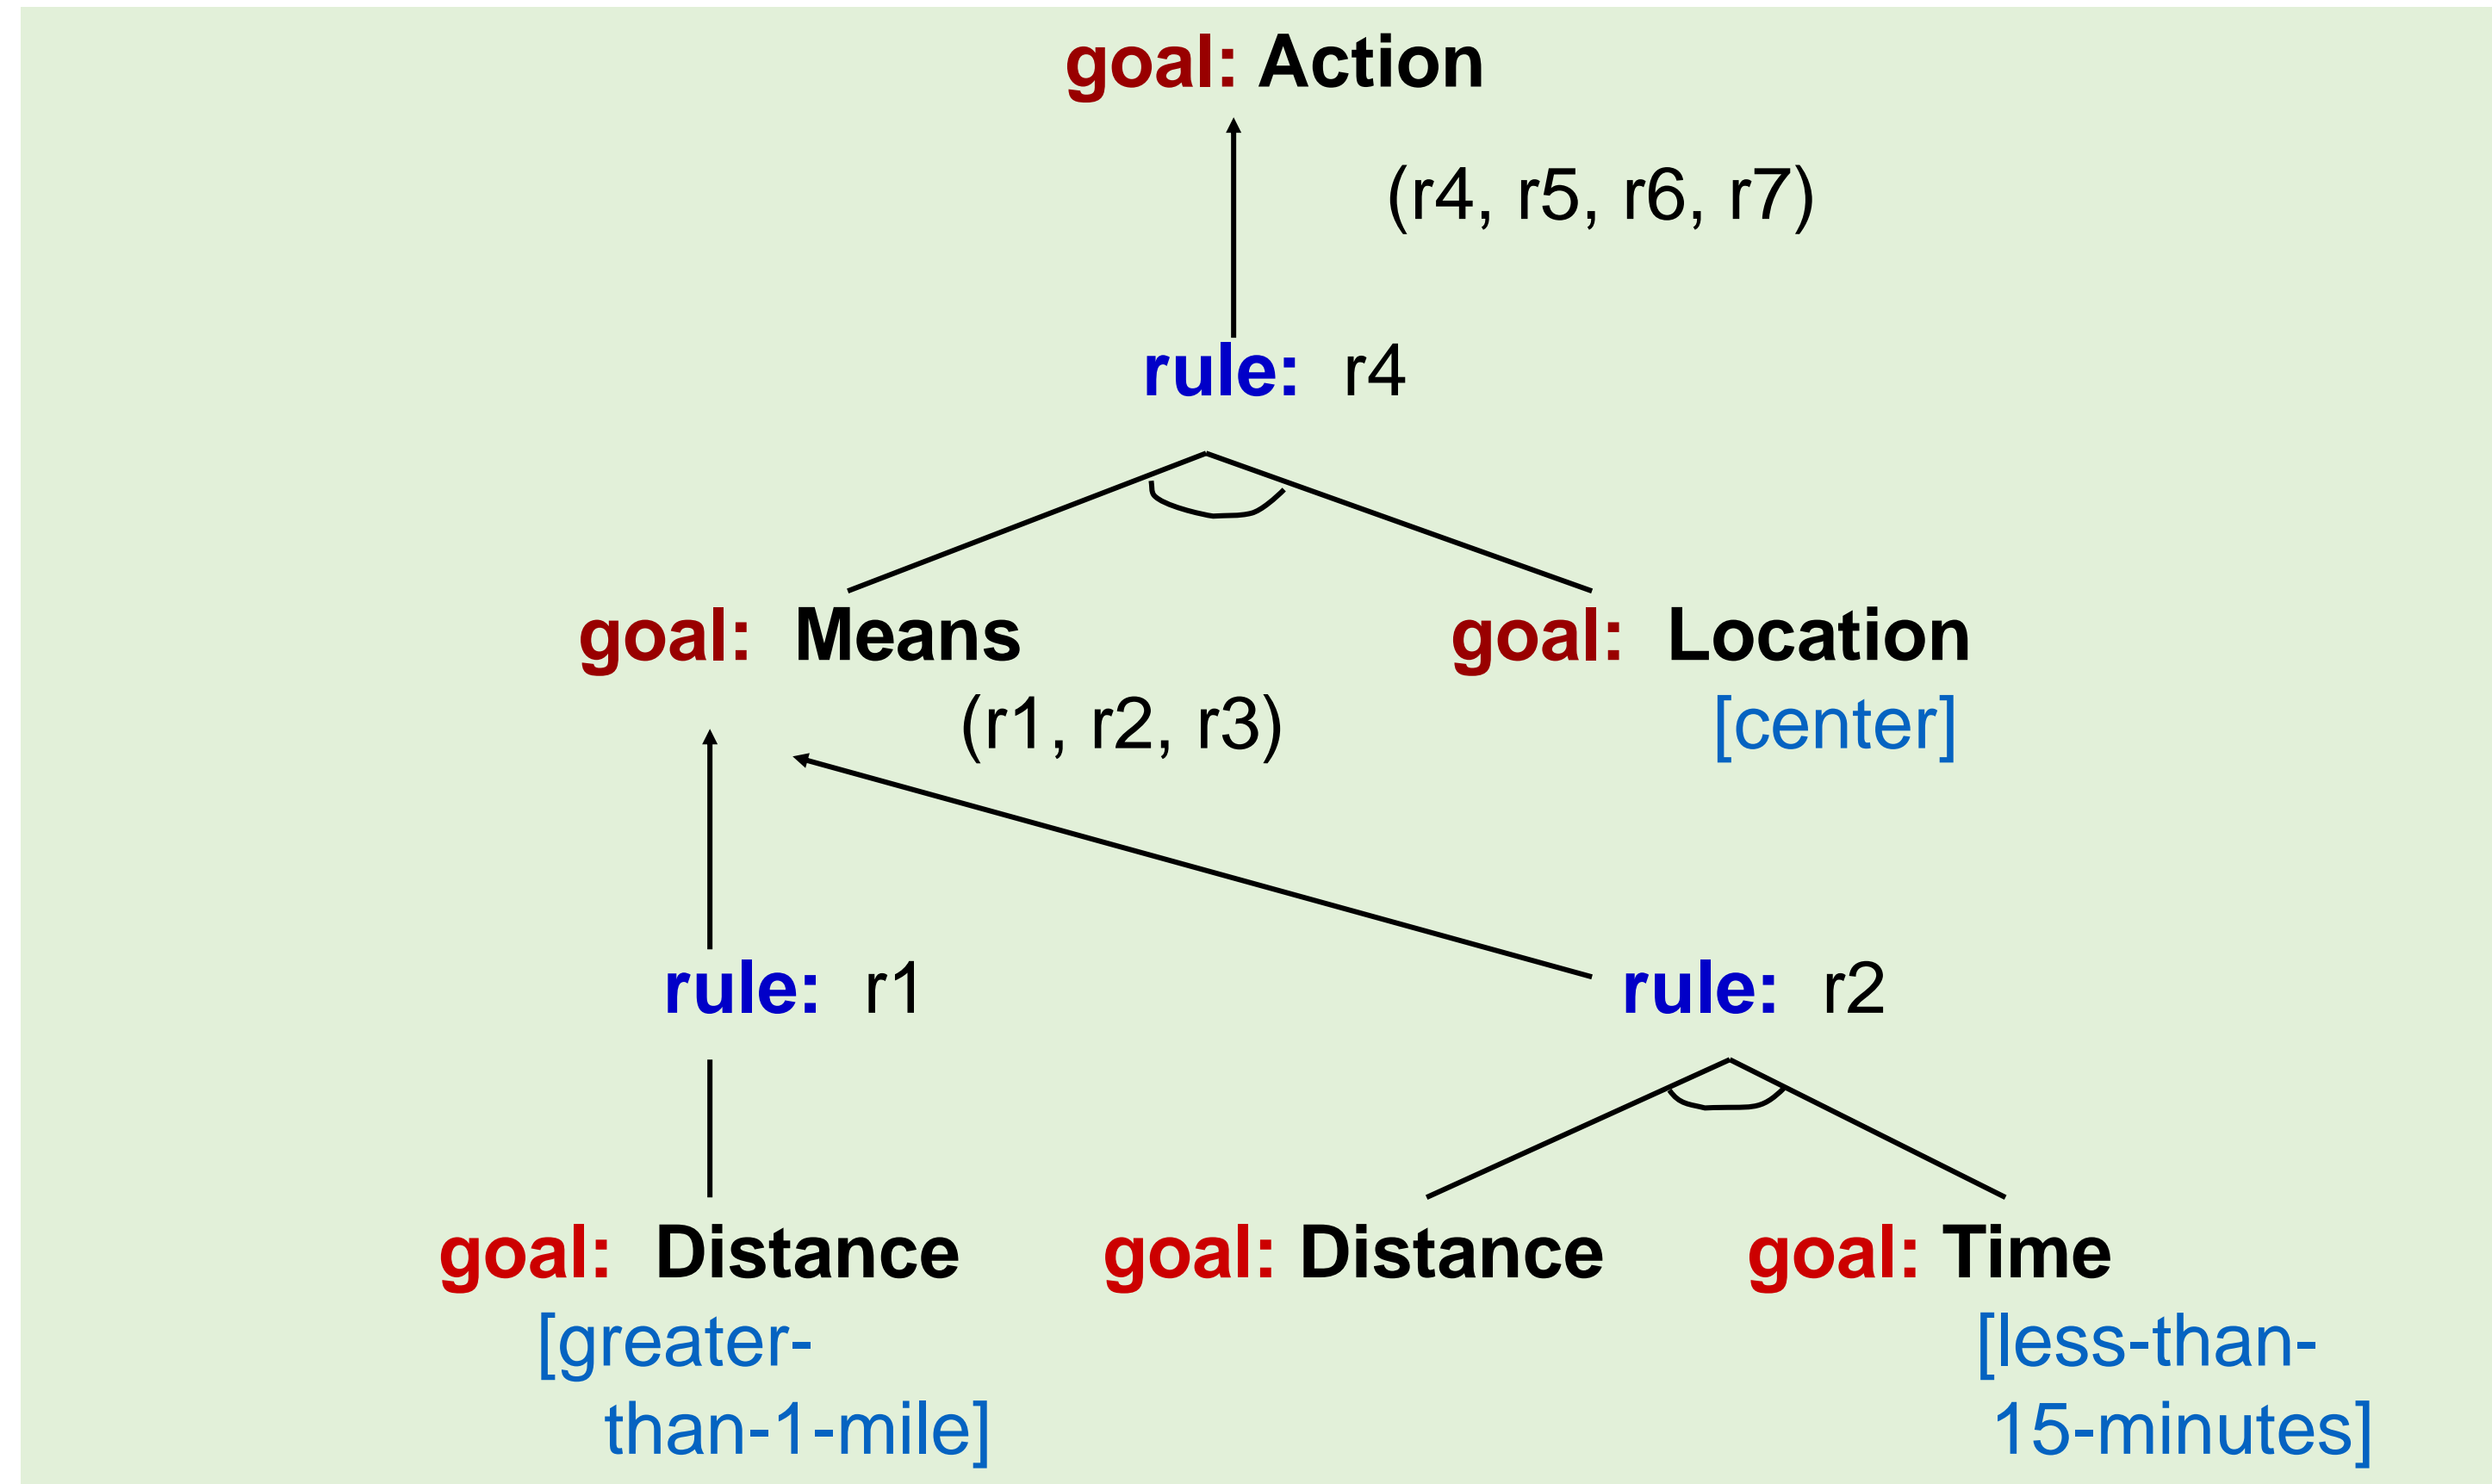 goal: Action
(r4, r5, r6, r7)
rule: r4
goal: Means
goal: Location
(r1, r2, r3)
[center]
rule: r1
rule: r2
goal: Distance
goal: Distance
goal: Time
[greater-
than-1-mile]
[less-than-
15-minutes]